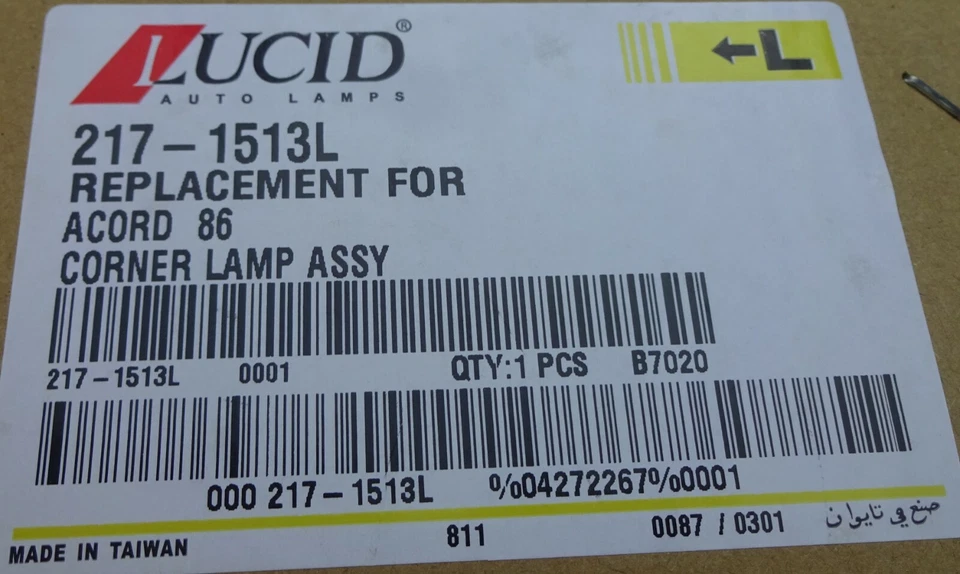 LUCID®
AUTO LAMPS
←L
217-1513L
REPLACEMENT FOR
ACORD 86
CORNER LAMP ASSY
217-1513L 0001 QTY:1 PCS B7020
000 217-1513L %04272267%0001
MADE IN TAIWAN 811 0087 / 0301 صنع في تايوان